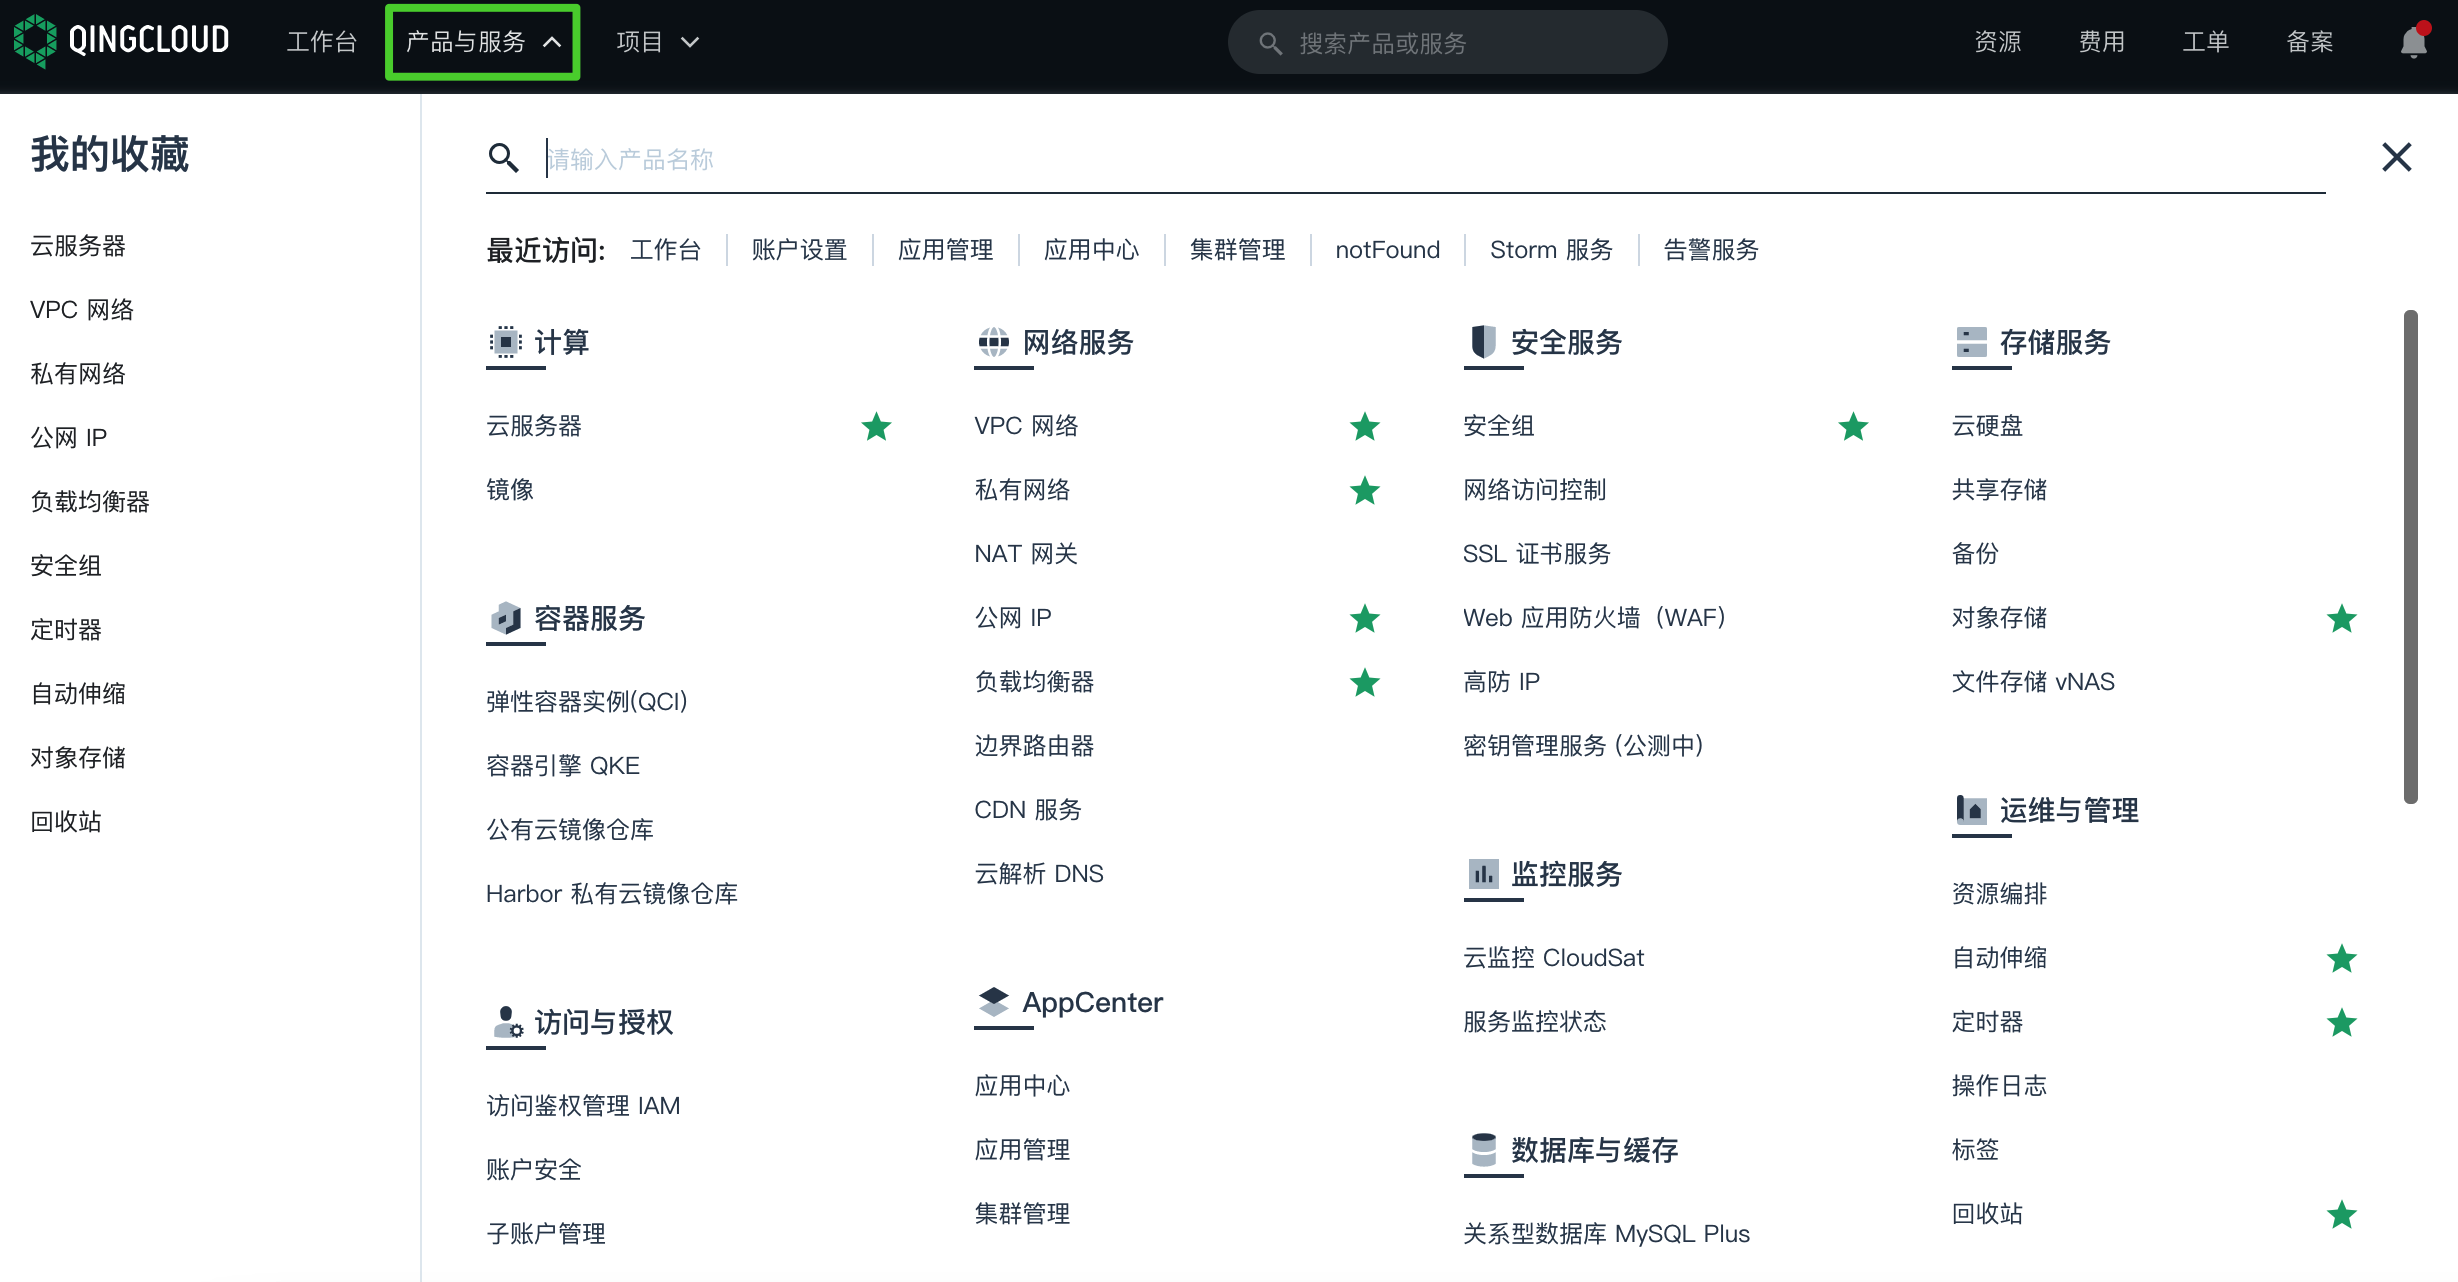 QINGCLOUD 工作台 产品与服务 项目 搜索产品或服务 资源 费用 工单 备案
我的收藏
云服务器
VPC 网络
私有网络
公网 IP
负载均衡器
安全组
定时器
自动伸缩
对象存储
回收站
请输入产品名称
最近访问: 工作台 账户设置 应用管理 应用中心 集群管理 notFound Storm 服务 告警服务
计算
云服务器
镜像
容器服务
弹性容器实例(QCI)
容器引擎 QKE
公有云镜像仓库
Harbor 私有云镜像仓库
访问与授权
访问鉴权管理 IAM
账户安全
子账户管理
网络服务
VPC 网络
私有网络
NAT 网关
公网 IP
负载均衡器
边界路由器
CDN 服务
云解析 DNS
AppCenter
应用中心
应用管理
集群管理
安全服务
安全组
网络访问控制
SSL 证书服务
Web 应用防火墙（WAF）
高防 IP
密钥管理服务 (公测中)
监控服务
云监控 CloudSat
服务监控状态
数据库与缓存
关系型数据库 MySQL Plus
存储服务
云硬盘
共享存储
备份
对象存储
文件存储 vNAS
运维与管理
资源编排
自动伸缩
定时器
操作日志
标签
回收站